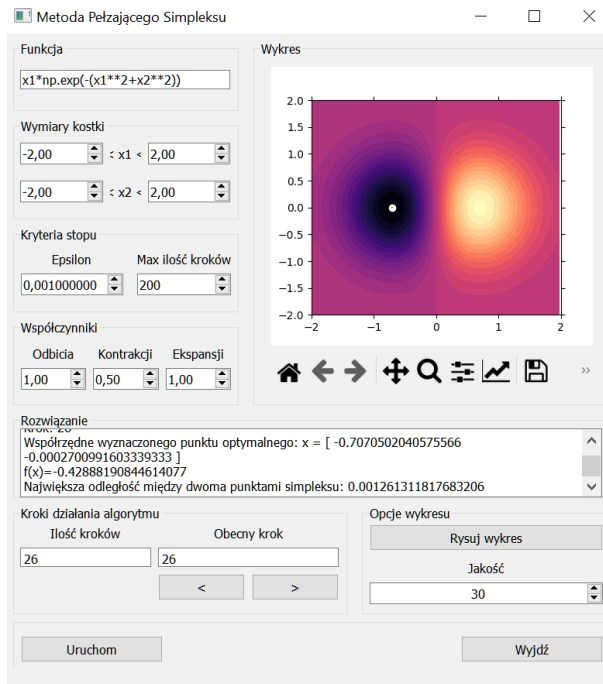 Metoda Pełzającego Simpleksu
Funkcja
x1*np.exp(-(x1**2+x2**2))
Wymiary kostki
-2,00 ≤ x1 < 2,00
-2,00 ≤ x2 < 2,00
Kryteria stopu
Epsilon Max ilość kroków
0,001000000 200
Współczynniki
Odbicia Kontrakcji Ekspansji
1,00 0,50 1,00
Wykres
2.0
1.5
1.0
0.5
0.0
−0.5
−1.0
−1.5
−2.0
−2 −1 0 1 2
Rozwiązanie
Krok: 26
Współrzędne wyznaczonego punktu optymalnego: x = [ -0.7070502040575566
-0.0002700991603339333 ]
f(x)=-0.42888190844614077
Największa odległość między dwoma punktami simpleksu: 0.001261311817683206
Kroki działania algorytmu
Ilość kroków Obecny krok
26 26
< >
Opcje wykresu
Rysuj wykres
Jakość
30
Uruchom Wyjdź